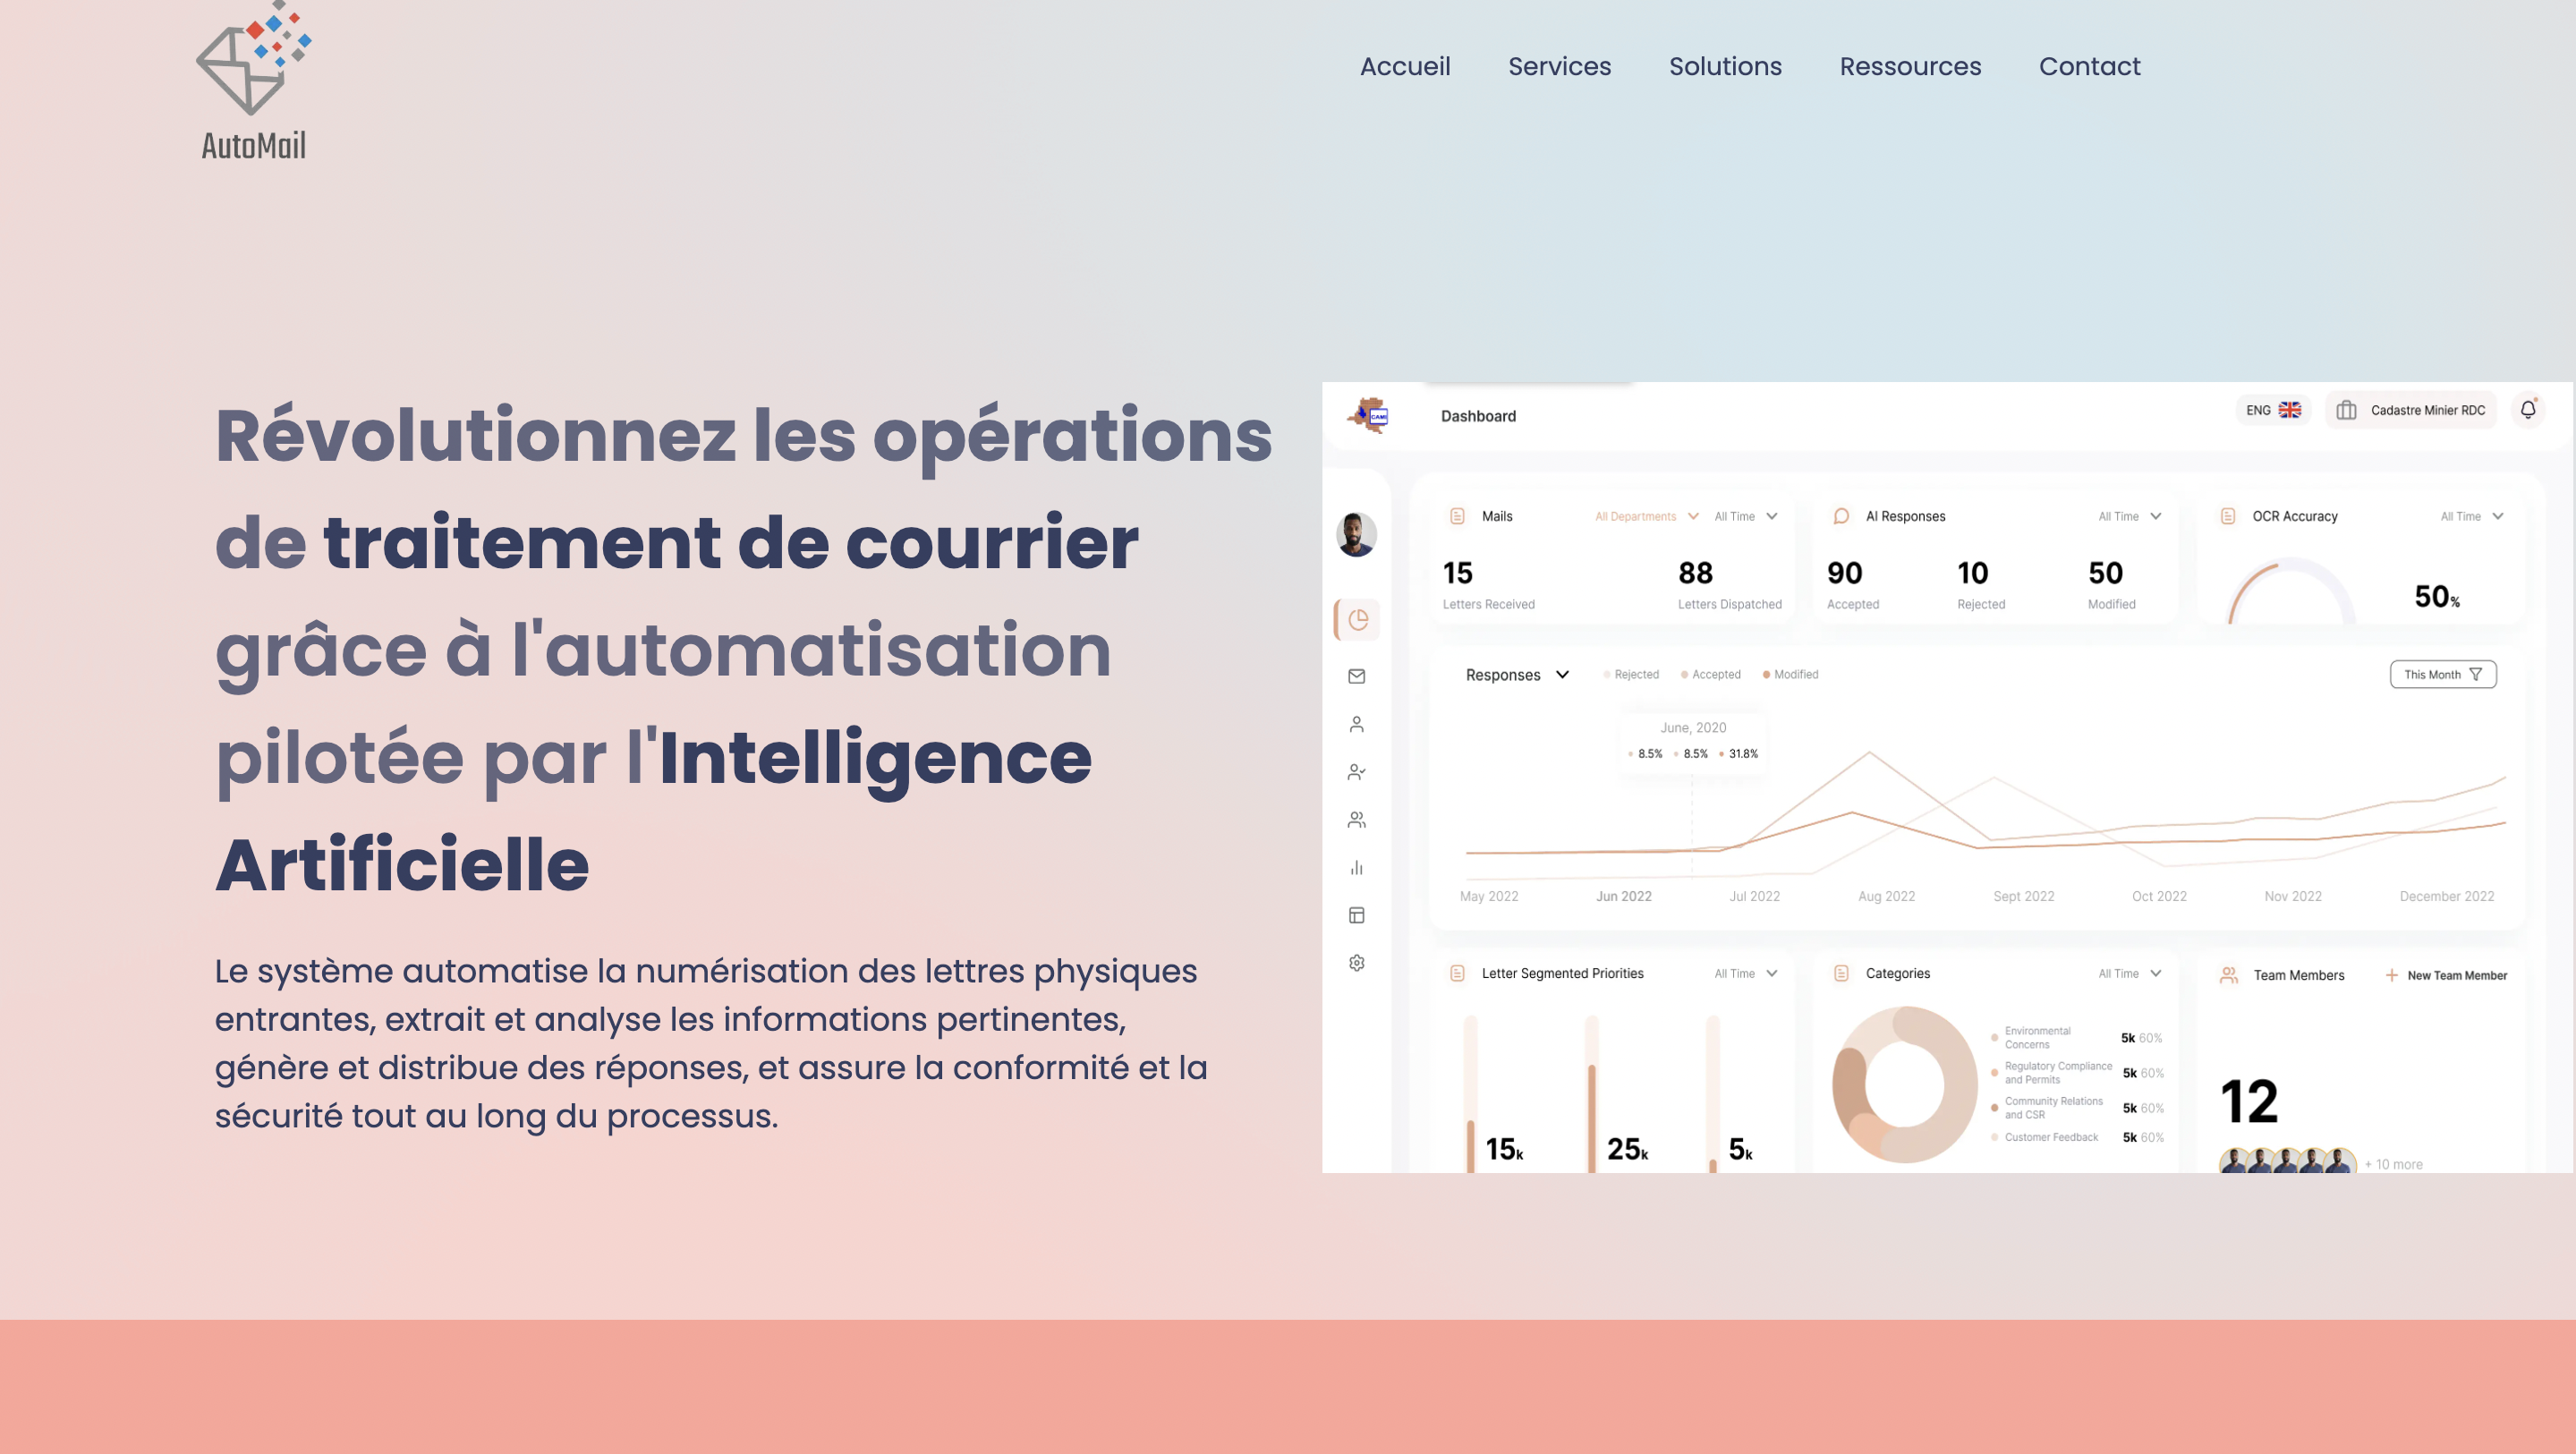 AutoMail
Accueil Services Solutions Ressources Contact
Révolutionnez les opérations
de traitement de courrier
grâce à l'automatisation
pilotée par l'Intelligence
Artificielle
Le système automatise la numérisation des lettres physiques
entrantes, extrait et analyse les informations pertinentes,
génère et distribue des réponses, et assure la conformité et la
sécurité tout au long du processus.
CAMI
Dashboard
ENG
Cadastre Minier RDC
Mails All Departments All Time
15 88
Letters Received Letters Dispatched
AI Responses All Time
90 10 50
Accepted Rejected Modified
OCR Accuracy All Time
50%
Responses Rejected Accepted Modified This Month
June, 2020
8.5% 8.5% 31.8%
May 2022 Jun 2022 Jul 2022 Aug 2022 Sept 2022 Oct 2022 Nov 2022 December 2022
Letter Segmented Priorities All Time
15k 25k 5k
Categories All Time
Environmental
Concerns 5k 60%
Regulatory Compliance
and Permits 5k 60%
Community Relations
and CSR 5k 60%
Customer Feedback 5k 60%
Team Members + New Team Member
12
+ 10 more